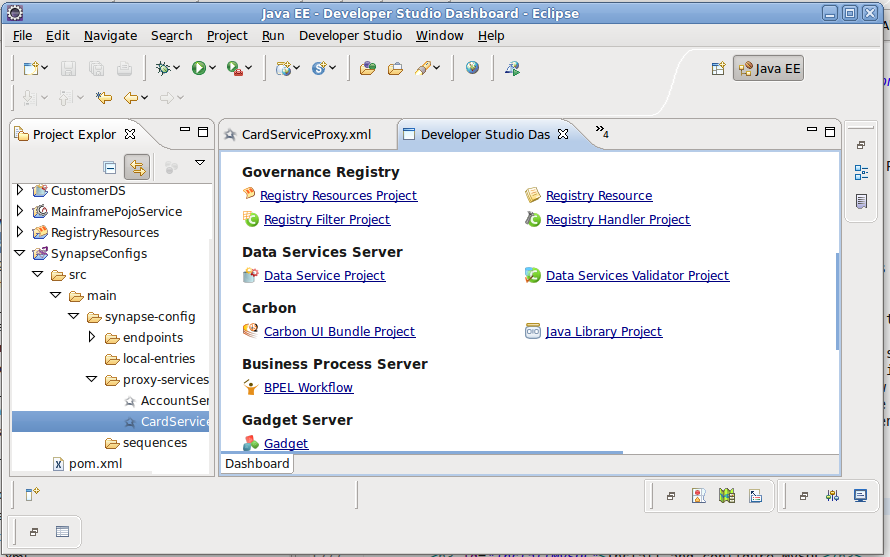 Java EE - Developer Studio Dashboard - Eclipse
File Edit Navigate Search Project Run Developer Studio Window Help
Java EE
Project Explor
CardServiceProxy.xml
Developer Studio Das
»4
CustomerDS
MainframePojoService
RegistryResources
SynapseConfigs
src
main
synapse-config
endpoints
local-entries
proxy-services
AccountSer
CardService
sequences
pom.xml
Governance Registry
Registry Resources Project
Registry Resource
Registry Filter Project
Registry Handler Project
Data Services Server
Data Service Project
Data Services Validator Project
Carbon
Carbon UI Bundle Project
Java Library Project
Business Process Server
BPEL Workflow
Gadget Server
Gadget
Dashboard